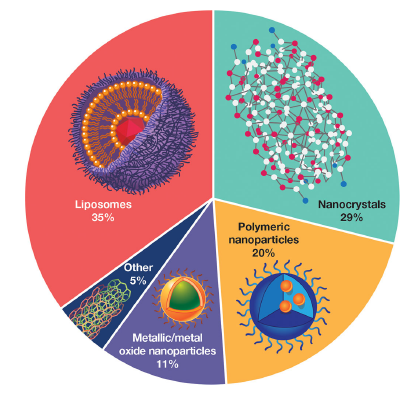 Liposomes
35%
Nanocrystals
29%
Polymeric
nanoparticles
20%
Other
5%
Metallic/metal
oxide nanoparticles
11%